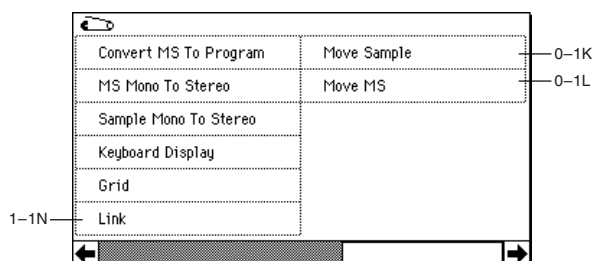 Convert MS To Program Move Sample 0–1K
MS Mono To Stereo Move MS 0–1L
Sample Mono To Stereo
Keyboard Display
Grid
1–1N Link